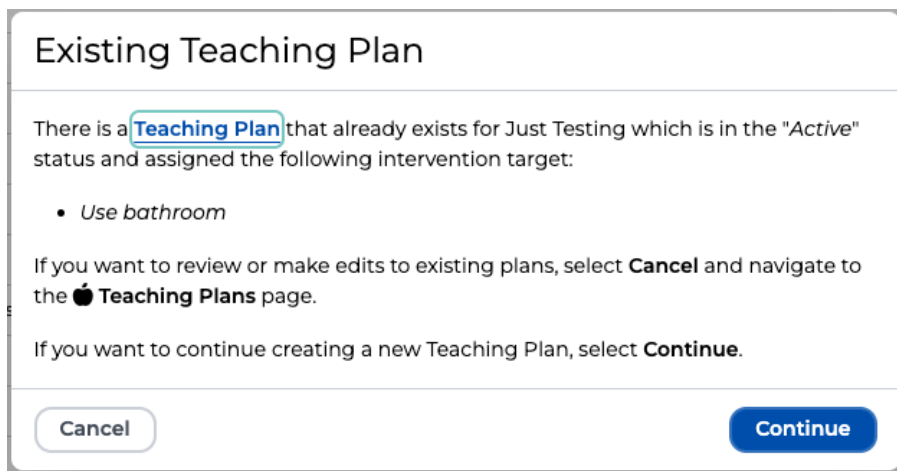 Existing Teaching Plan
There is a Teaching Plan that already exists for Just Testing which is in the "Active"
status and assigned the following intervention target:
• Use bathroom
If you want to review or make edits to existing plans, select Cancel and navigate to
the Teaching Plans page.
If you want to continue creating a new Teaching Plan, select Continue.
Cancel
Continue